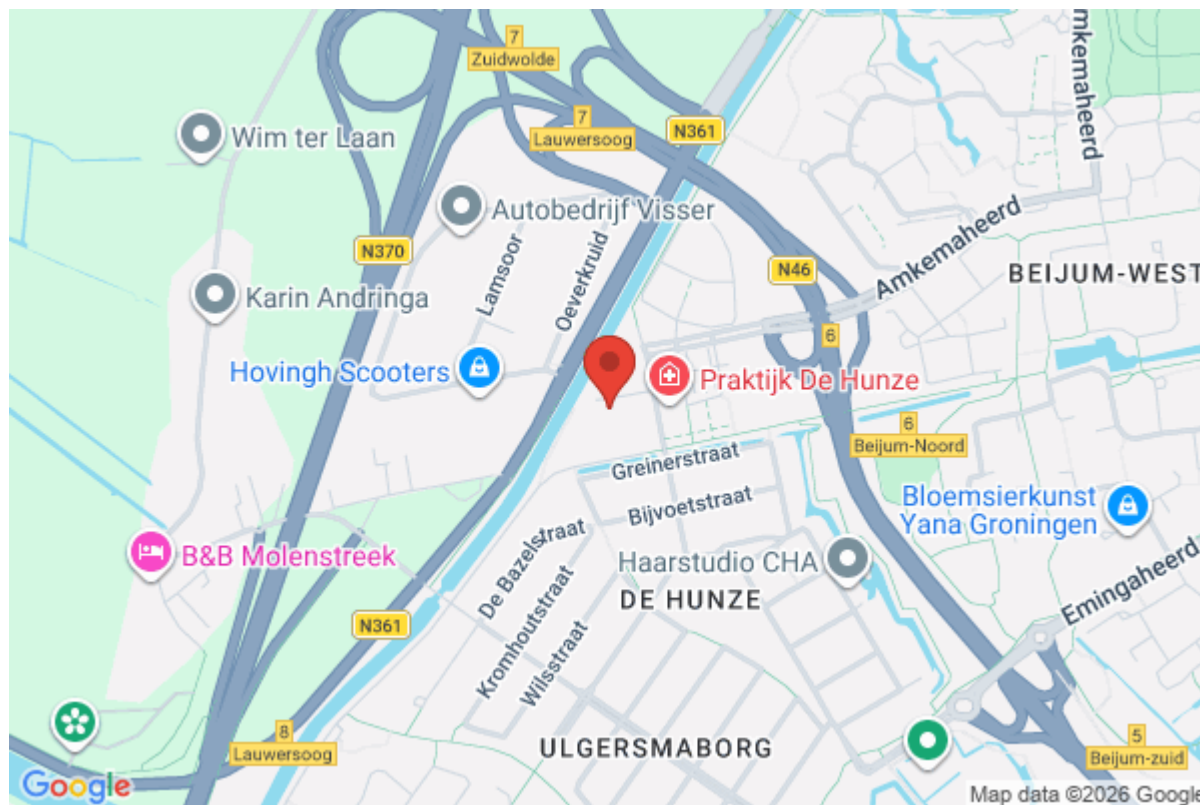 7
Zuidwolde
7
Lauwersoog
N361
Wim ter Laan
Amkemaheerd
Autobedrijf Visser
N370
Lamsoor
Oeverkruid
N46
Amkemaheerd
BEIJUM-WEST
Karin Andringa
6
Hovingh Scooters
Praktijk De Hunze
6
Beijum-Noord
Greinerstraat
Bijvoetstraat
Bloemsierkunst
Yana Groningen
De Bazelstraat
B&B Molenstreek
Haarstudio CHA
DE HUNZE
Kromhoutstraat
Wilsstraat
Emingaheerd
N361
8
Lauwersoog
ULGERSMABORG
5
Beijum-zuid
Google
Map data ©2026 Google